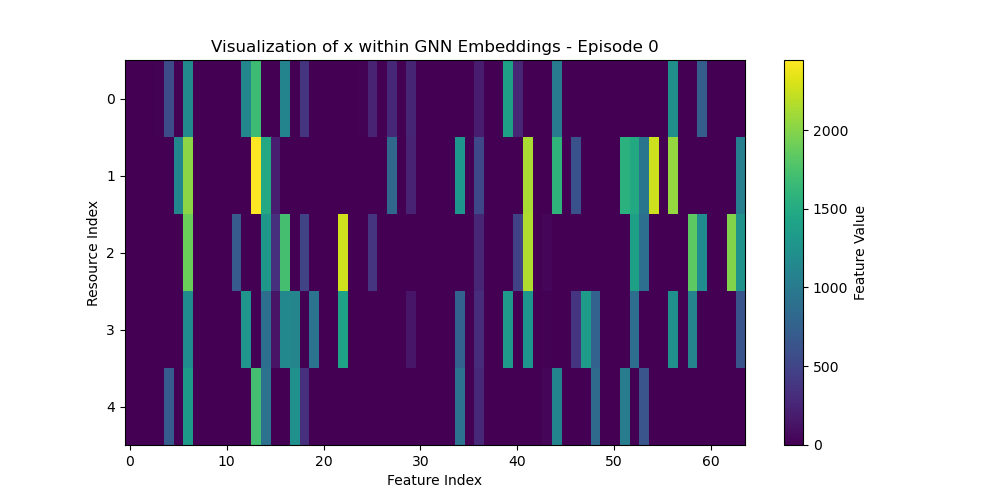 Visualization of x within GNN Embeddings - Episode 0
Resource Index
0
1
2
3
4
0 10 20 30 40 50 60
Feature Index
2000
1500
1000
500
0
Feature Value